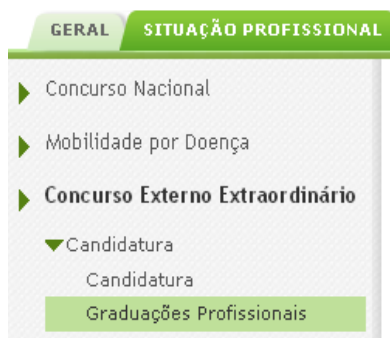 GERAL SITUAÇÃO PROFISSIONAL
Concurso Nacional
Mobilidade por Doença
Concurso Externo Extraordinário
Candidatura
Candidatura
Graduações Profissionais